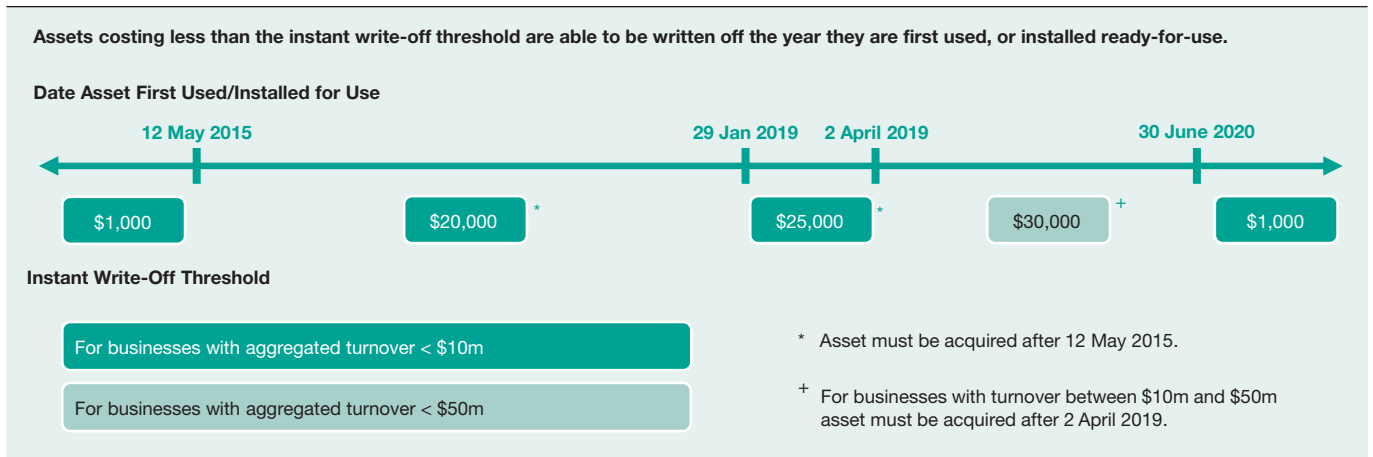 Assets costing less than the instant write-off threshold are able to be written off the year they are first used, or installed ready-for-use.
Date Asset First Used/Installed for Use
12 May 2015
29 Jan 2019
2 April 2019
30 June 2020
$1,000
$20,000 *
$25,000 *
$30,000 +
$1,000
Instant Write-Off Threshold
For businesses with aggregated turnover < $10m
For businesses with aggregated turnover < $50m
* Asset must be acquired after 12 May 2015.
+ For businesses with turnover between $10m and $50m
asset must be acquired after 2 April 2019.